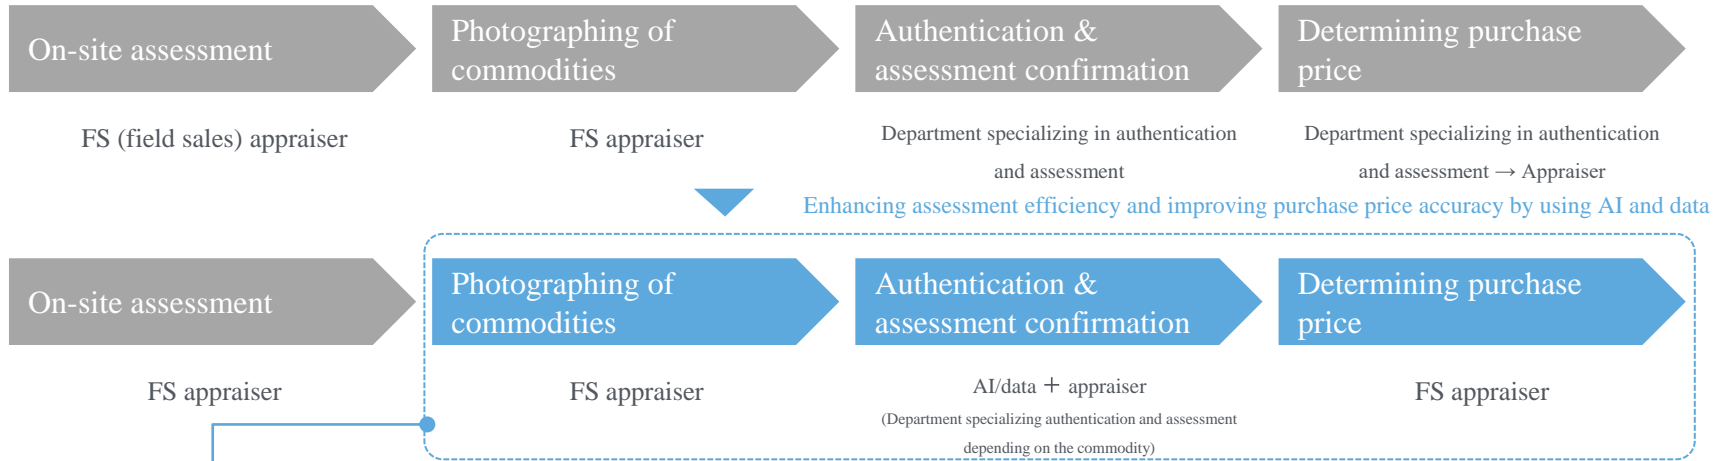 On-site assessment
Photographing of
commodities
Authentication &
assessment confirmation
Determining purchase
price
FS (field sales) appraiser
FS appraiser
Department specializing in authentication
and assessment
Department specializing in authentication
and assessment → Appraiser
Enhancing assessment efficiency and improving purchase price accuracy by using AI and data
On-site assessment
Photographing of
commodities
Authentication &
assessment confirmation
Determining purchase
price
FS appraiser
FS appraiser
AI/data + appraiser
(Department specializing authentication and assessment
depending on the commodity)
FS appraiser